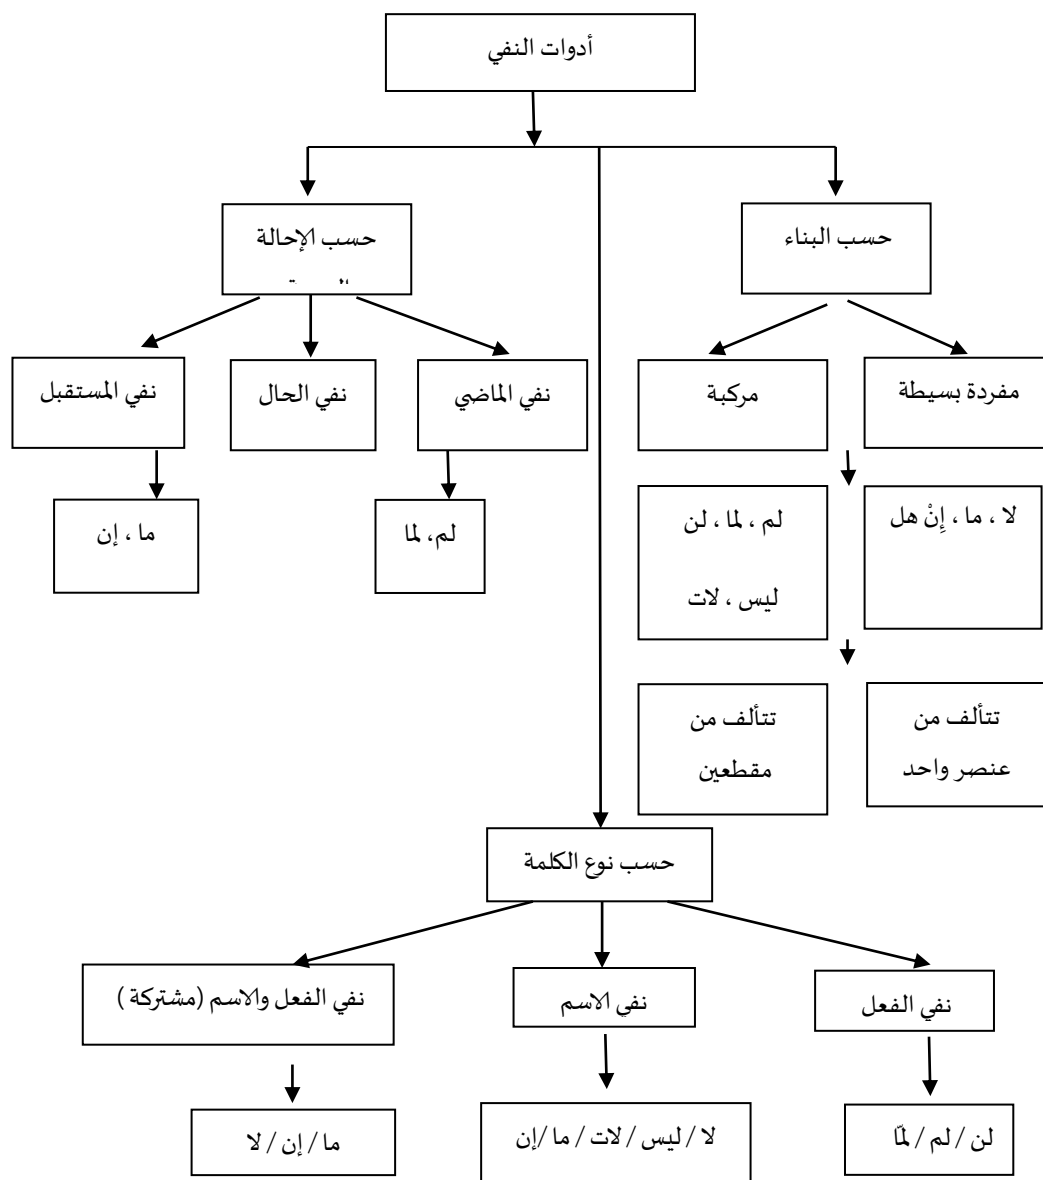 أدوات النفي
حسب البناء
حسب الإحالة
مفردة بسيطة
مركبة
نفي الماضي
نفي الحال
نفي المستقبل
لا ، ما ، إِنْ هل
لم ، لما ، لن
ليس ، لات
لم، لما
ما ، إن
تتألف من
عنصر واحد
تتألف من
مقطعين
حسب نوع الكلمة
نفي الفعل
نفي الاسم
نفي الفعل والاسم (مشتركة )
لن / لم / لمّا
لا / ليس / لات / ما /إن
ما / إن / لا